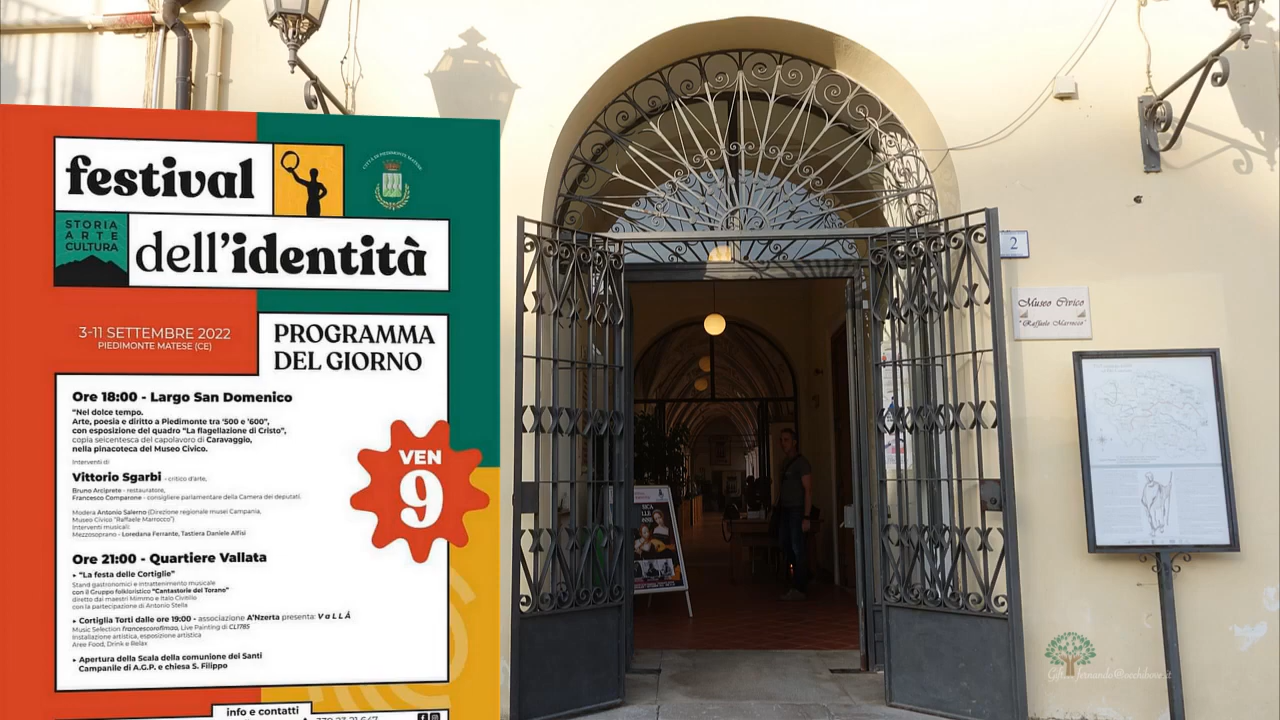 festival
CITTÀ DI PIEDIMONTE MATESE
STORIA
ARTE
CULTURA
dell'identità
3-11 SETTEMBRE 2022
PIEDIMONTE MATESE (CE)
PROGRAMMA
DEL GIORNO
Ore 18:00 - Largo San Domenico
"Nel dolce tempo.
Arte, poesia e diritto a Piedimonte tra '500 e '600",
con esposizione del quadro "La flagellazione di Cristo",
copia seicentesca del capolavoro di Caravaggio,
nella pinacoteca del Museo Civico.
Interventi di
Vittorio Sgarbi - critico d'arte,
Bruno Arciprete - restauratore,
Francesco Comparone - consigliere parlamentare della Camera dei deputati.
Modera Antonio Salerno (Direzione regionale musei Campania,
Museo Civico "Raffaele Marrocco")
Interventi musicali:
Mezzosoprano - Loredana Ferrante, Tastiera Daniele Alfisi
VEN
9
Ore 21:00 - Quartiere Vallata
▸ "La festa delle Cortiglie"
Stand gastronomici e intrattenimento musicale
con il Gruppo folkloristico "Cantastorie del Torano"
diretto dai maestri Mimmo e Italo Civitillo
con la partecipazione di Antonio Stella
▸ Cortiglia Torti dalle ore 19:00 - associazione A'Nzerta presenta: V a L L À
Music Selection francescorofimao, Live Painting di CL1785
Installazione artistica, esposizione artistica
Aree Food, Drink e Relax
▸ Apertura della Scala della comunione dei Santi
Campanile di A.G.P. e chiesa S. Filippo
info e contatti
2
Museo Civico
"Raffaele Marrocco"